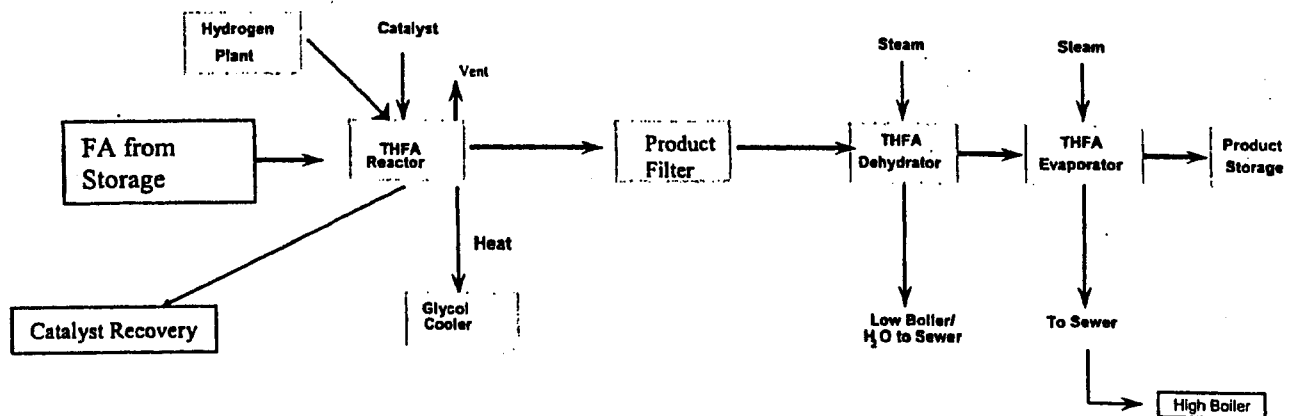 Hydrogen
Plant
Catalyst
Vent
Steam
Steam
FA from
Storage
THFA
Reactor
Product
Filter
THFA
Dehydrator
THFA
Evaporator
Product
Storage
Heat
Catalyst Recovery
Glycol
Cooler
Low Boiler/
H₂O to Sewer
To Sewer
High Boiler